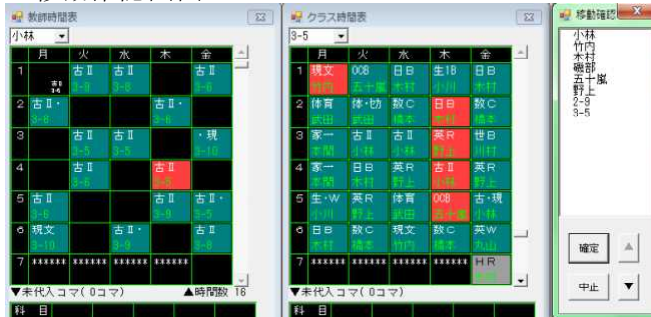 教師時間表
小林
月 火 水 木 金
1 古Ⅱ 古Ⅱ 古Ⅱ 古Ⅱ
3-9 3-8 3-6
2 古Ⅱ・ 古Ⅱ・
3-8 3-6
3 古Ⅱ 古Ⅱ ・現
3-5 3-5 3-10
4 古Ⅱ 古Ⅱ
3-6 3-5
5 古Ⅱ 古Ⅱ 古Ⅱ・
3-6 3-9 3-5
6 現文 古Ⅱ・ 古Ⅱ
3-10 3-9 3-8
7 ****** ****** ****** ******
▼未代入コマ( 0コマ) ▲時間数 16
科 目
クラス時間表
3-5
月 火 水 木 金
1 現文 OCB 日B 生ⅠB 日B
竹内 五十嵐 木村 小川 木村
2 体育 体・妨 数C 日B 数C
武田 武田 橋本 木村 橋本
3 家一 古Ⅱ 古Ⅱ 英R 世B
本間 小林 小林 野上 川村
4 家一 日B 英R 古Ⅱ 英R
本間 木村 野上 小林 野上
5 生・W 英R 体育 OCB 古・現
小川 野上 武田 五十嵐 小林
6 日B 数C 現文 数C 英W
木村 橋本 竹内 橋本 丸山
7 ****** ****** ****** ****** HR
▼未代入コマ( 0コマ)
科 目
移動確認
小林
竹内
木村
磯部
五十嵐
野上
2-9
3-5
確定 ▲
中止 ▼